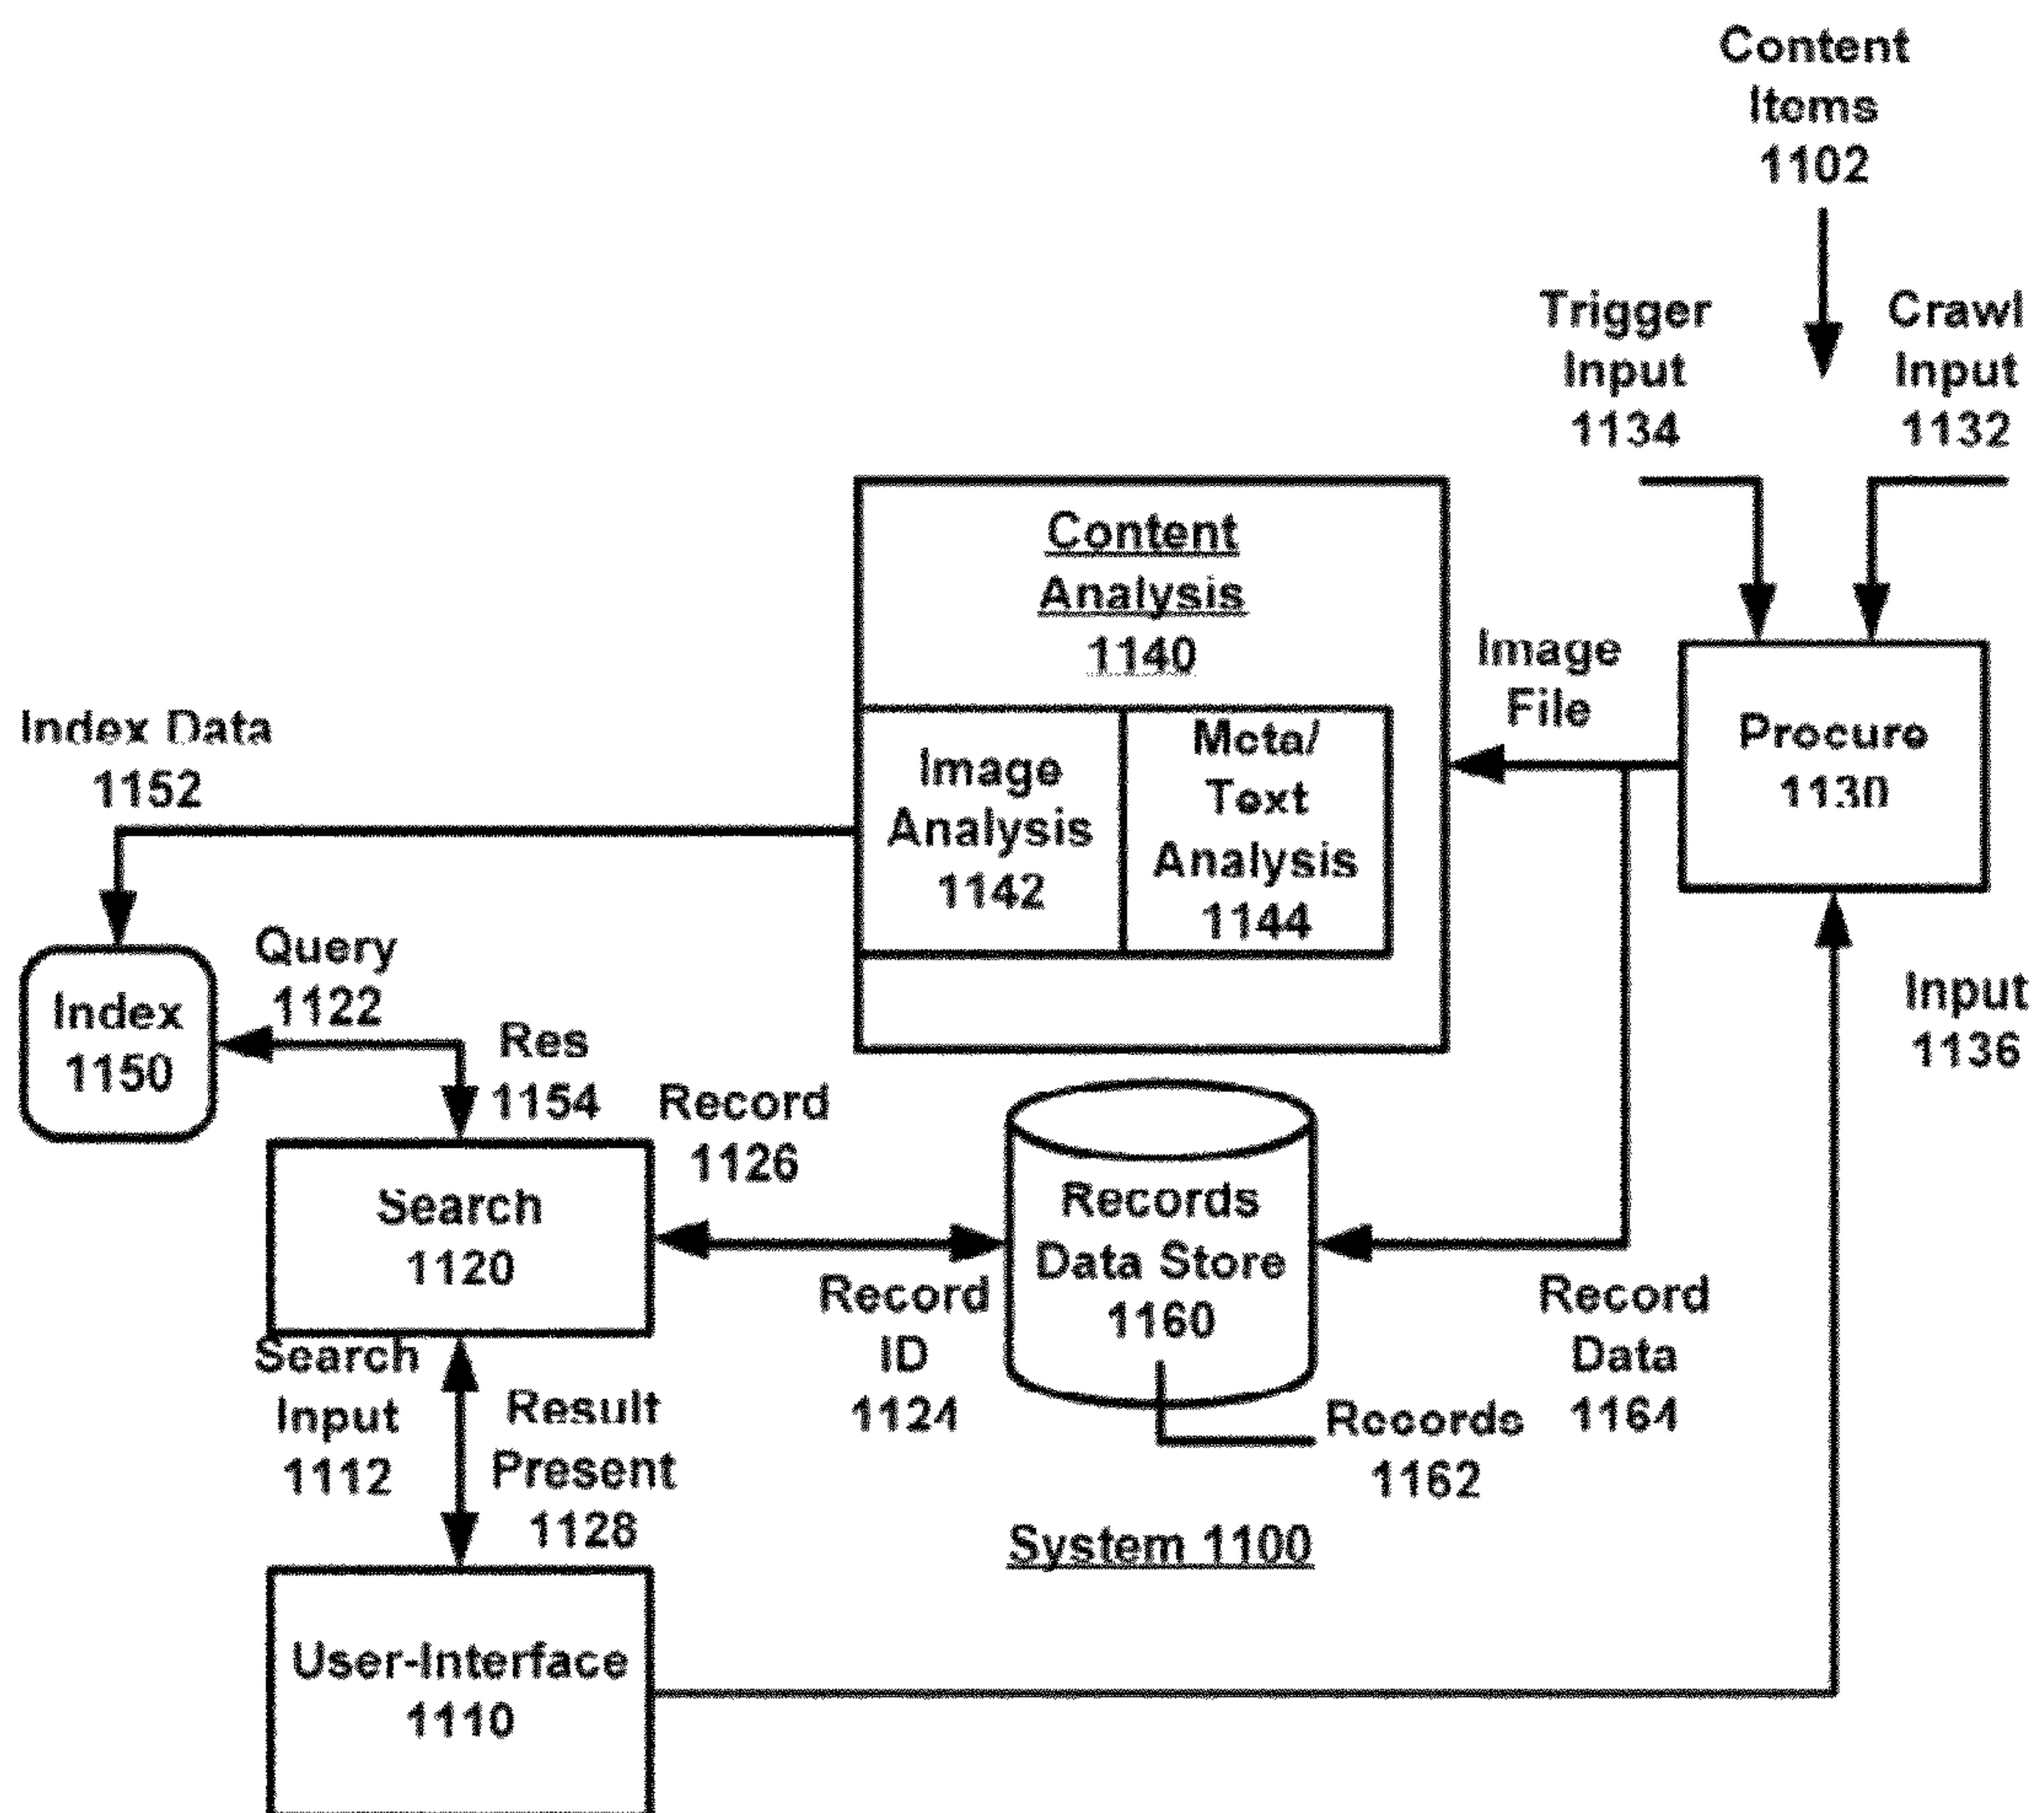 Content
Items
1102
Trigger
Input
1134
Crawl
Input
1132
Content
Analysis
1140
Image
File
Procure
1130
Image
Analysis
1142
Meta/
Text
Analysis
1144
Index Data
1152
Query
1122
Index
1150
Res
1154
Record
1126
Input
1136
Search
1120
Records
Data Store
1160
Record
ID
1124
Record
Data
1164
Search
Input
1112
Result
Present
1128
Records
1162
System 1100
User-Interface
1110